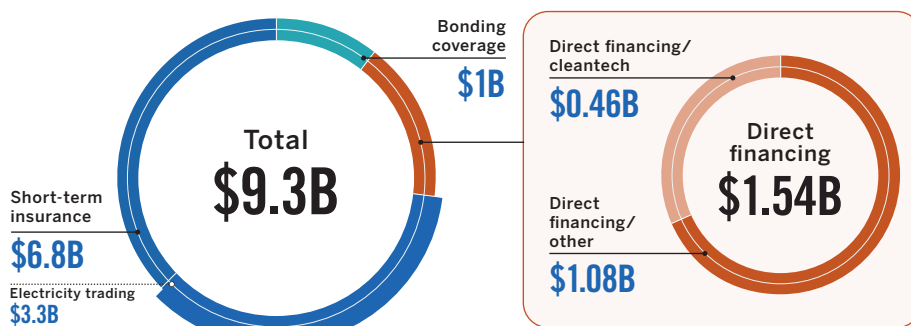 Total
$9.3B
Bonding
coverage
$1B
Short-term
insurance
$6.8B
Electricity trading
$3.3B
Direct financing/
cleantech
$0.46B
Direct
financing/
other
$1.08B
Direct
financing
$1.54B